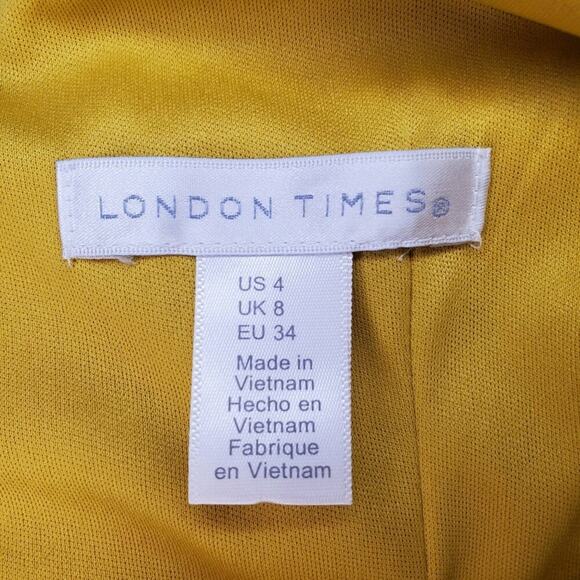 LONDON TIMES®
US 4
UK 8
EU 34
Made in
Vietnam
Hecho en
Vietnam
Fabrique
en Vietnam